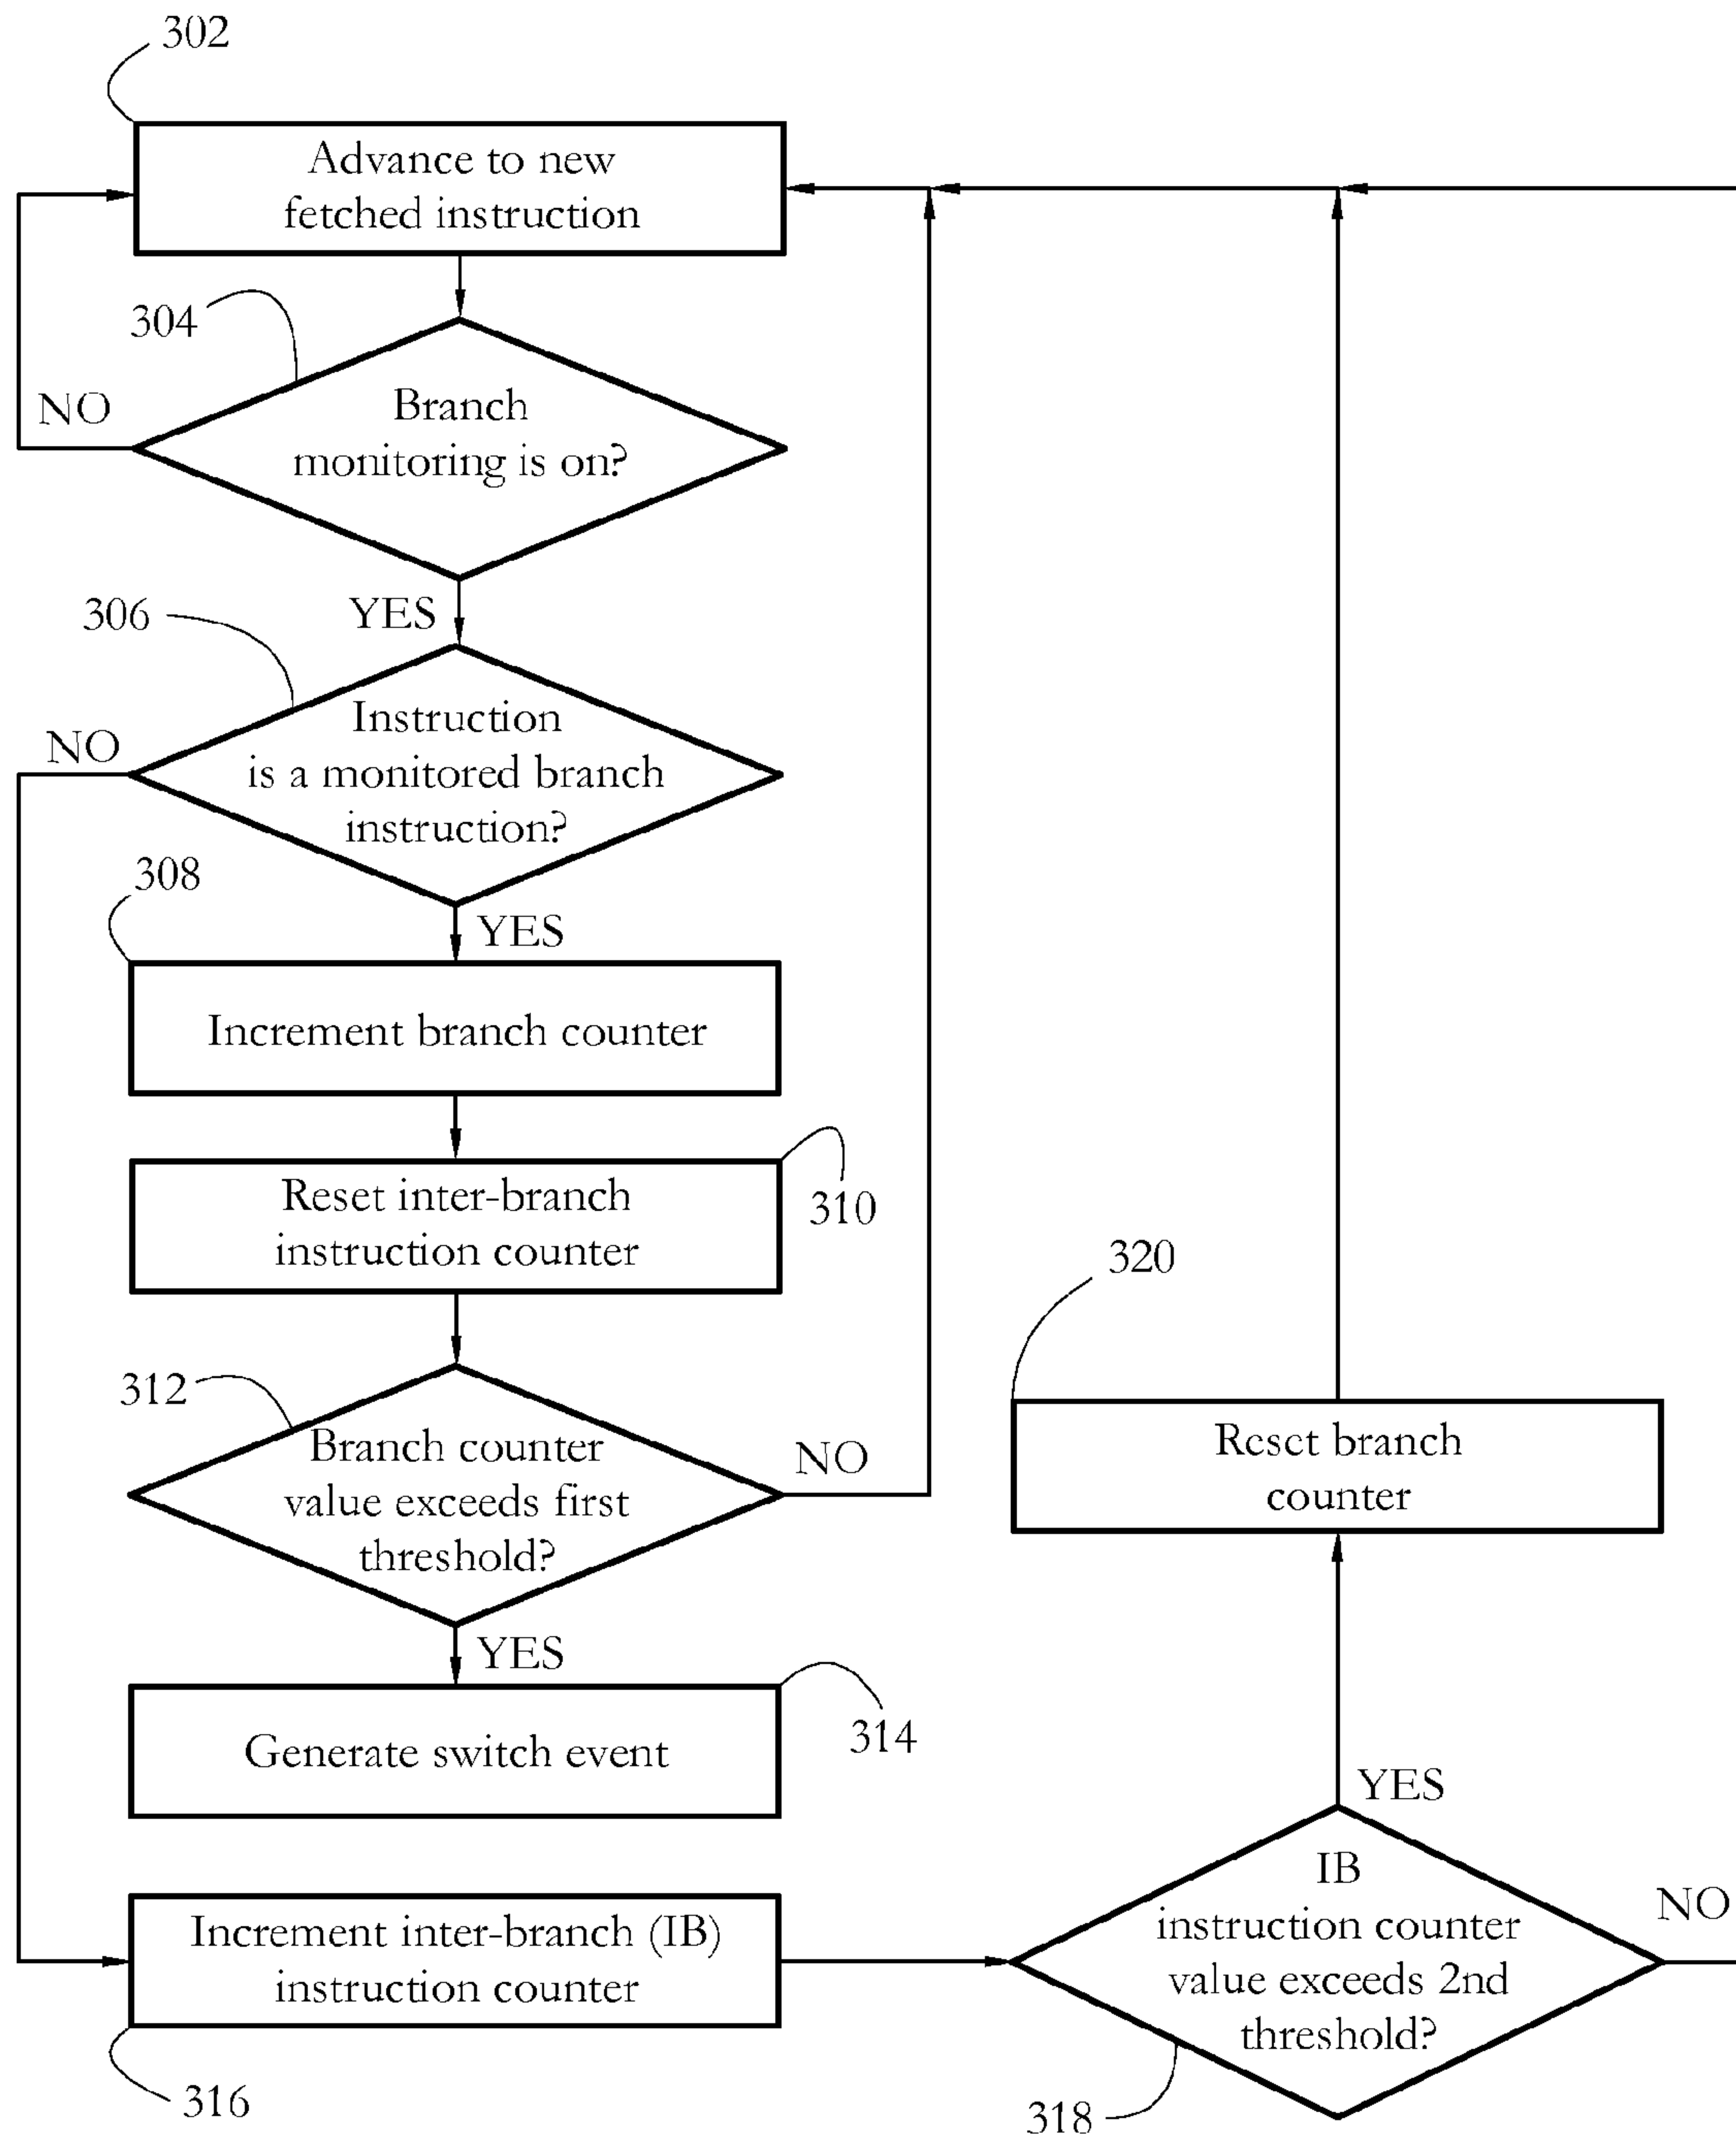 302
Advance to new
fetched instruction
304
NO
Branch
monitoring is on?
YES
306
NO
Instruction
is a monitored branch
instruction?
308
YES
Increment branch counter
Reset inter-branch
instruction counter
310
312
Branch counter
value exceeds first
threshold?
NO
YES
Generate switch event
314
320
Reset branch
counter
YES
IB
instruction counter
value exceeds 2nd
threshold?
NO
318
Increment inter-branch (IB)
instruction counter
316